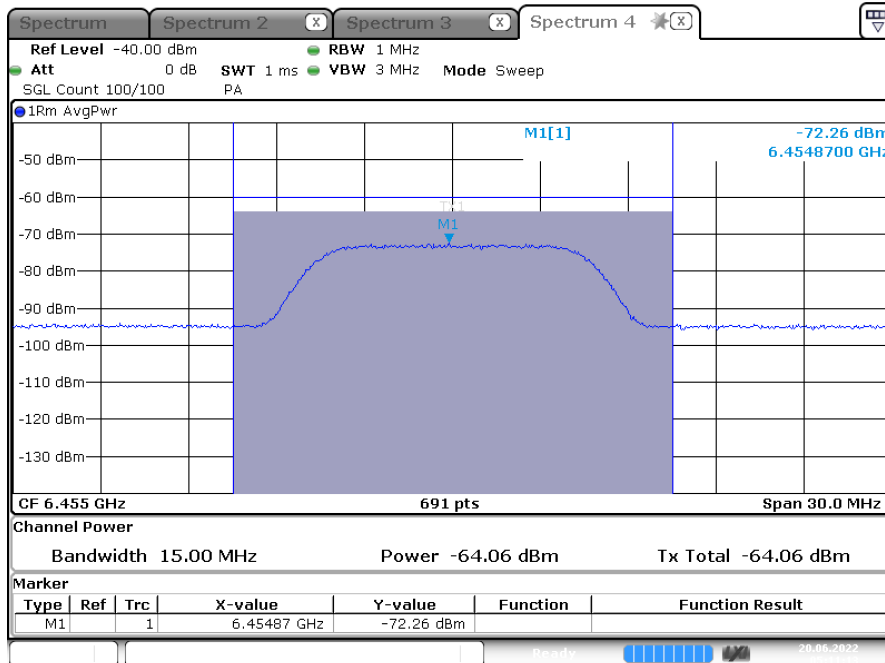 Spectrum Spectrum 2 X Spectrum 3 X Spectrum 4 X
Ref Level -40.00 dBm RBW 1 MHz
Att 0 dB SWT 1 ms VBW 3 MHz Mode Sweep
SGL Count 100/100 PA
1Rm AvgPwr
M1[1] -72.26 dBm
6.4548700 GHz
-50 dBm
-60 dBm
TX1
M1
-70 dBm
-80 dBm
-90 dBm
-100 dBm
-110 dBm
-120 dBm
-130 dBm
CF 6.455 GHz 691 pts Span 30.0 MHz
Channel Power
Bandwidth 15.00 MHz Power -64.06 dBm Tx Total -64.06 dBm
Marker
Type Ref Trc X-value Y-value Function Function Result
M1 1 6.45487 GHz -72.26 dBm
Ready 20.06.2022